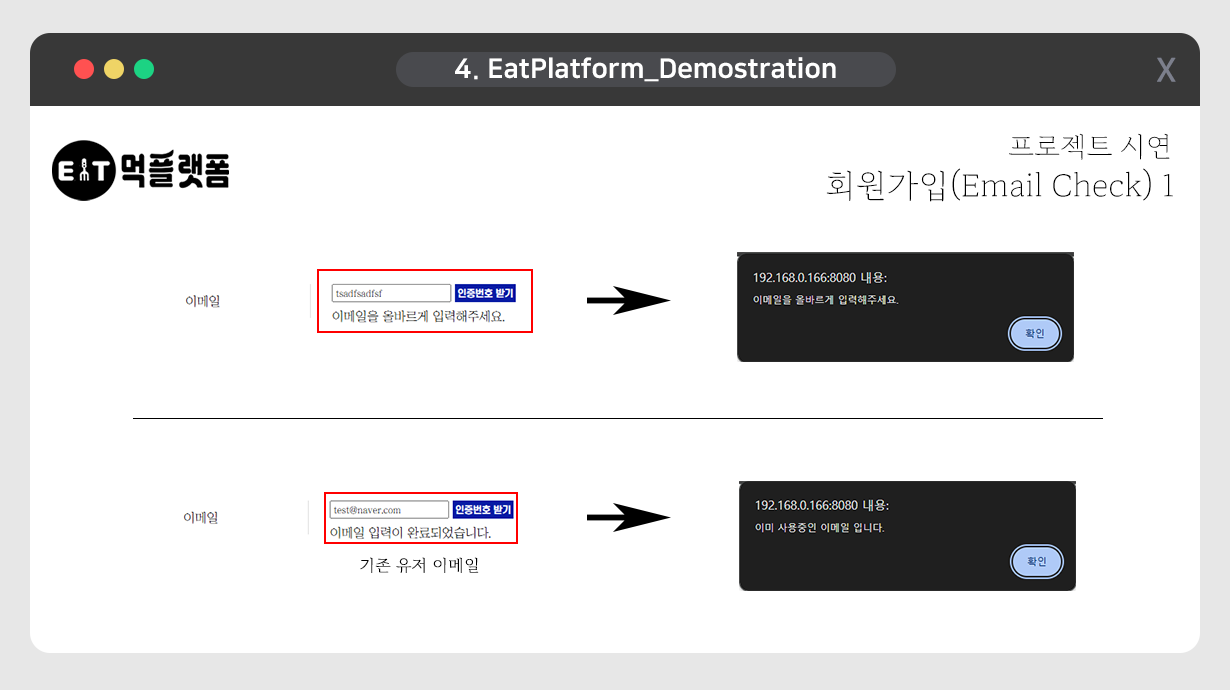 4. EatPlatform_Demostration
X
EAT 먹플랫폼
프로젝트 시연
회원가입(Email Check) 1
이메일
tsadfsadfsf
인증번호 받기
이메일을 올바르게 입력해주세요.
192.168.0.166:8080 내용:
이메일을 올바르게 입력해주세요.
확인
이메일
test@naver.com
인증번호 받기
이메일 입력이 완료되었습니다.
기존 유저 이메일
192.168.0.166:8080 내용:
이미 사용중인 이메일 입니다.
확인